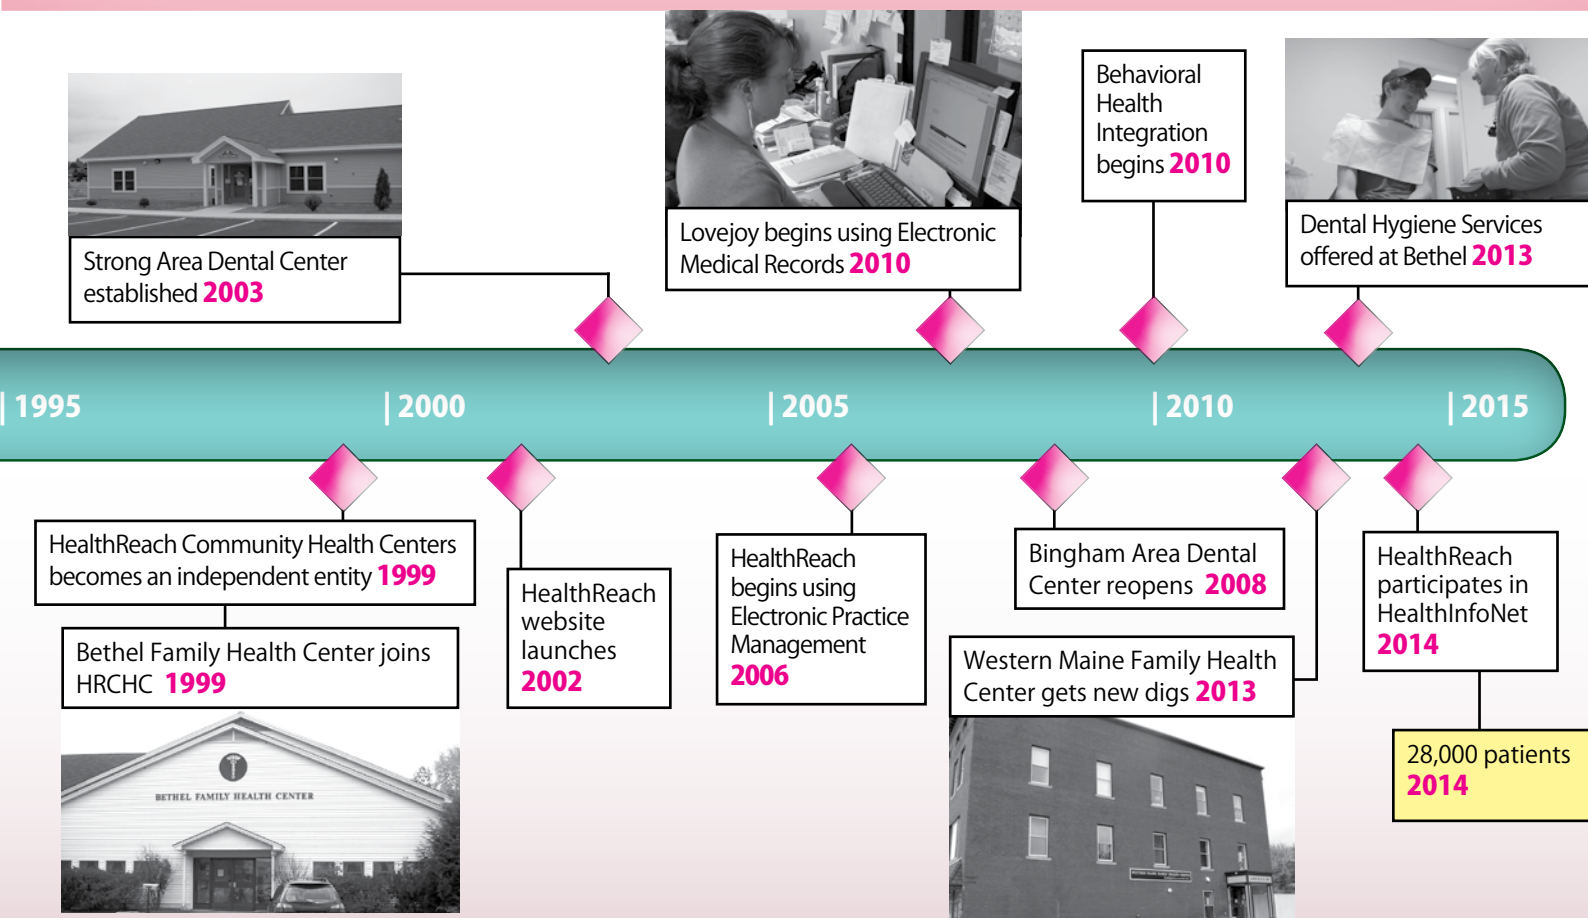 Strong Area Dental Center
established 2003
Lovejoy begins using Electronic
Medical Records 2010
Behavioral
Health
Integration
begins 2010
Dental Hygiene Services
offered at Bethel 2013
| 1995
| 2000
| 2005
| 2010
| 2015
HealthReach Community Health Centers
becomes an independent entity 1999
Bethel Family Health Center joins
HRCHC 1999
BETHEL FAMILY HEALTH CENTER
HealthReach
website
launches
2002
HealthReach
begins using
Electronic Practice
Management
2006
Bingham Area Dental
Center reopens 2008
Western Maine Family Health
Center gets new digs 2013
HealthReach
participates in
HealthInfoNet
2014
28,000 patients
2014